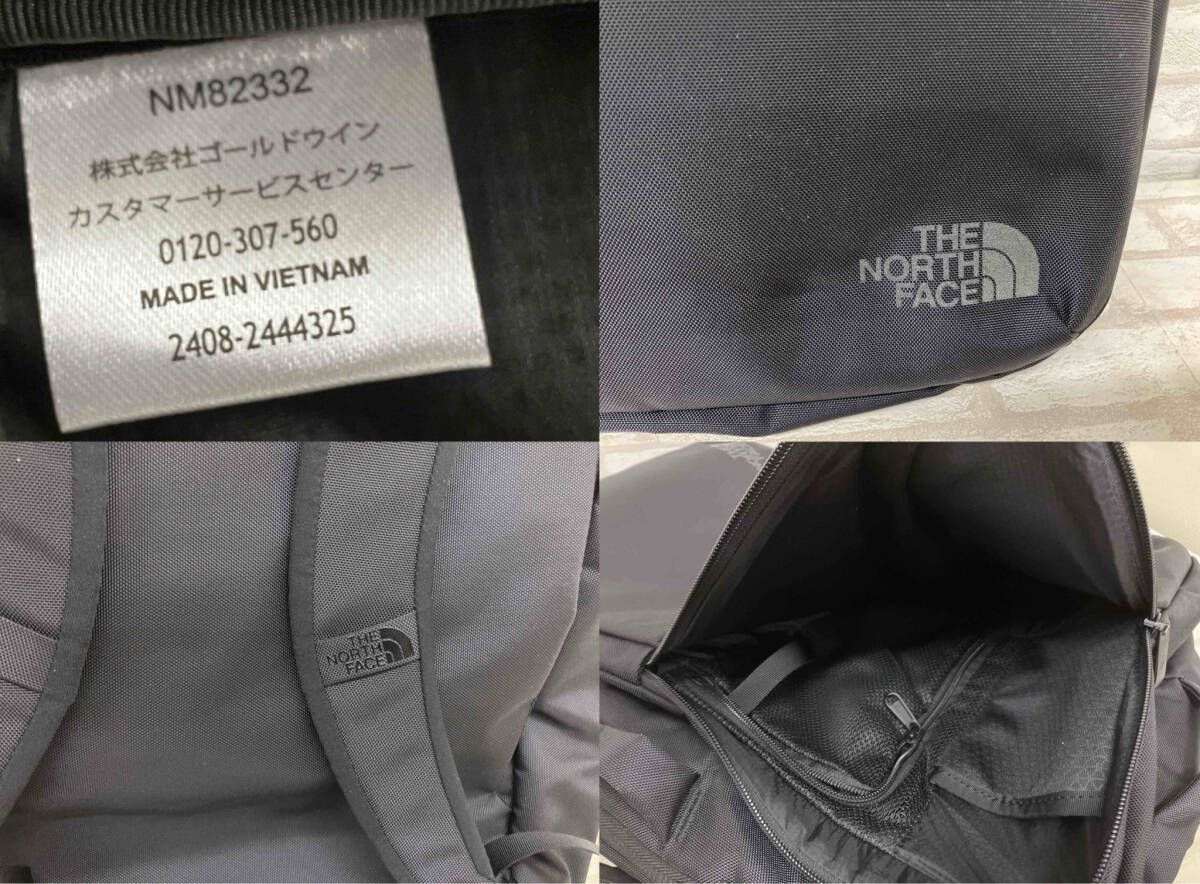 NM82332
株式会社ゴールドウイン
カスタマーサービスセンター
0120-307-560
MADE IN VIETNAM
2408-2444325
THE
NORTH
FACE
THE
NORTH
FACE